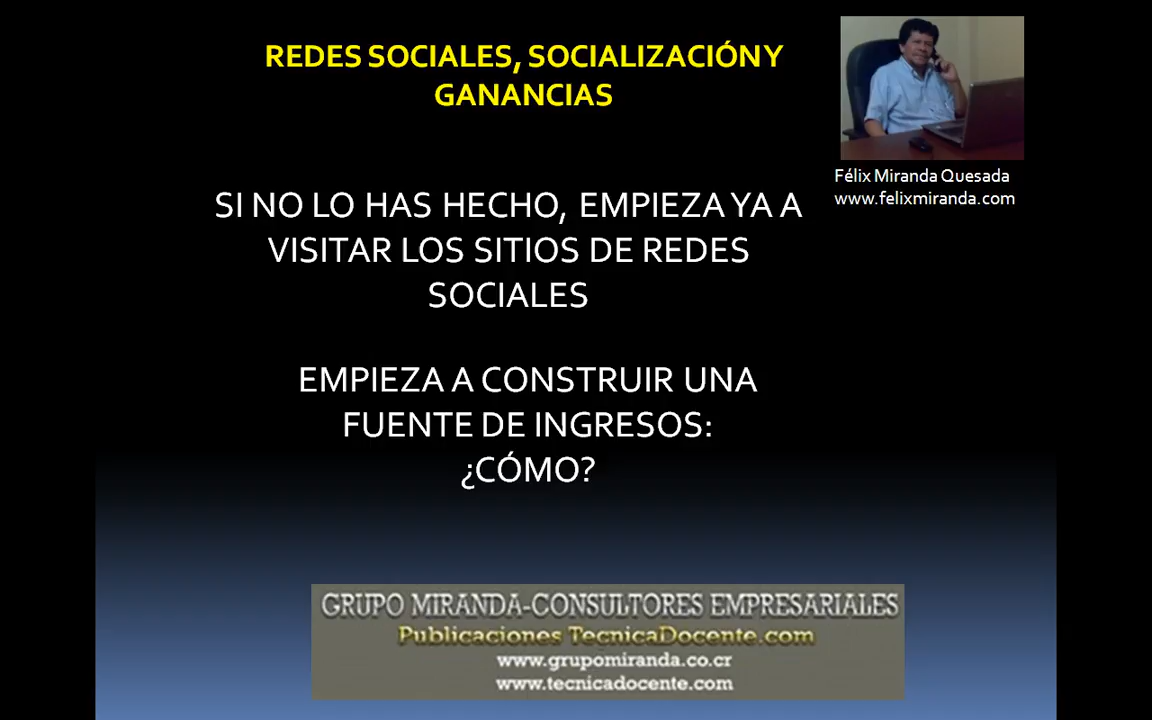 REDES SOCIALES, SOCIALIZACIÓN Y
GANANCIAS
Félix Miranda Quesada
www.felixmiranda.com
SI NO LO HAS HECHO, EMPIEZA YA A
VISITAR LOS SITIOS DE REDES
SOCIALES
EMPIEZA A CONSTRUIR UNA
FUENTE DE INGRESOS:
¿CÓMO?
GRUPO MIRANDA-CONSULTORES EMPRESARIALES
Publicaciones TecnicaDocente.com
www.grupomiranda.co.cr
www.tecnicadocente.com